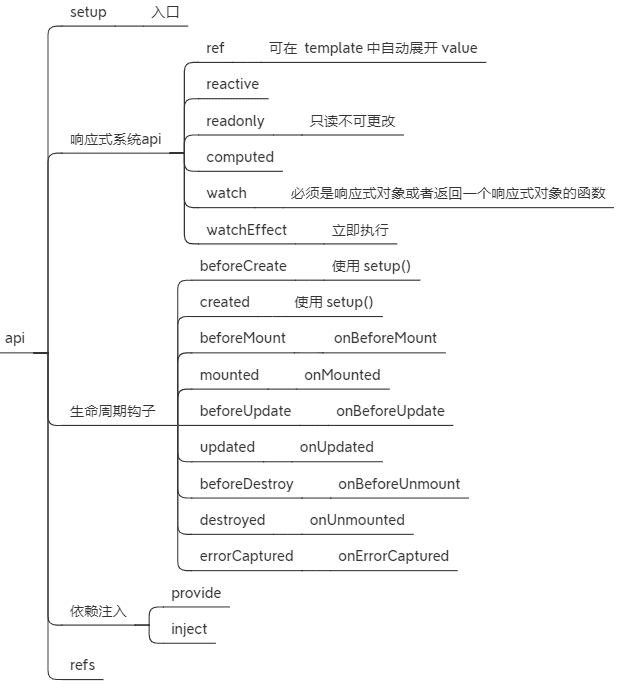 setup 入口
ref 可在 template 中自动展开 value
reactive
readonly 只读不可更改
响应式系统api
computed
watch 必须是响应式对象或者返回一个响应式对象的函数
watchEffect 立即执行
beforeCreate 使用 setup()
created 使用 setup()
api
beforeMount onBeforeMount
mounted onMounted
生命周期钩子
beforeUpdate onBeforeUpdate
updated onUpdated
beforeDestroy onBeforeUnmount
destroyed onUnmounted
errorCaptured onErrorCaptured
provide
依赖注入
inject
refs